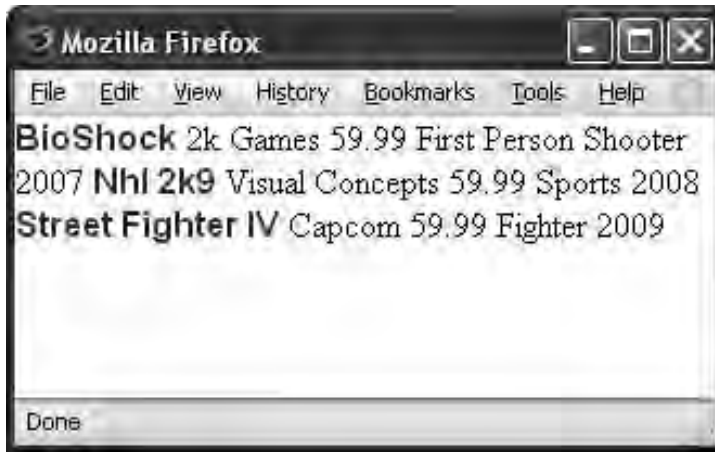 Mozilla Firefox
File Edit View History Bookmarks Tools Help
BioShock 2k Games 59.99 First Person Shooter
2007 Nhl 2k9 Visual Concepts 59.99 Sports 2008
Street Fighter IV Capcom 59.99 Fighter 2009
Done